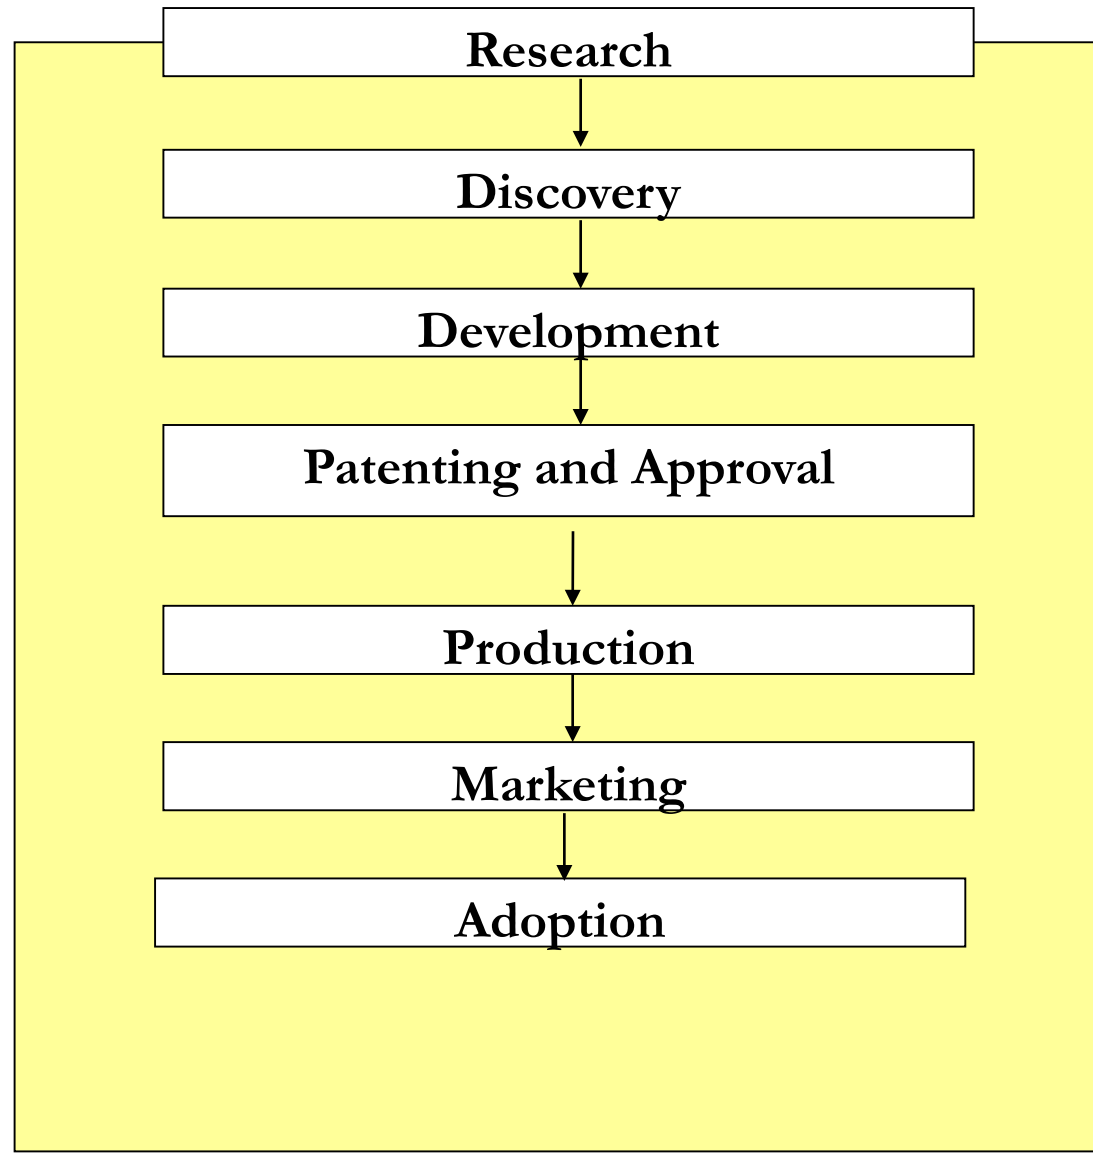 Research
Discovery
Development
Patenting and Approval
Production
Marketing
Adoption